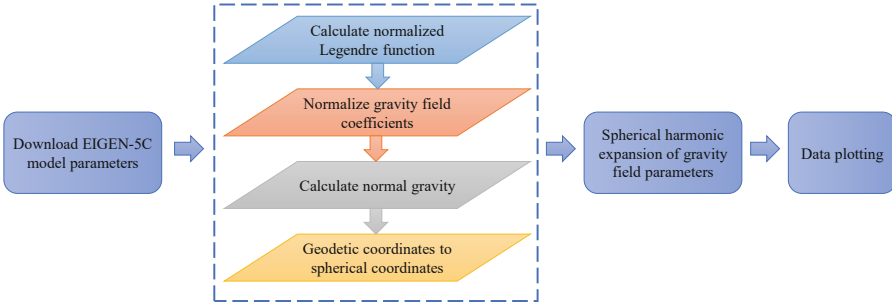 Download EIGEN-5C
model parameters
Calculate normalized
Legendre function
Normalize gravity field
coefficients
Calculate normal gravity
Geodetic coordinates to
spherical coordinates
Spherical harmonic
expansion of gravity
field parameters
Data plotting